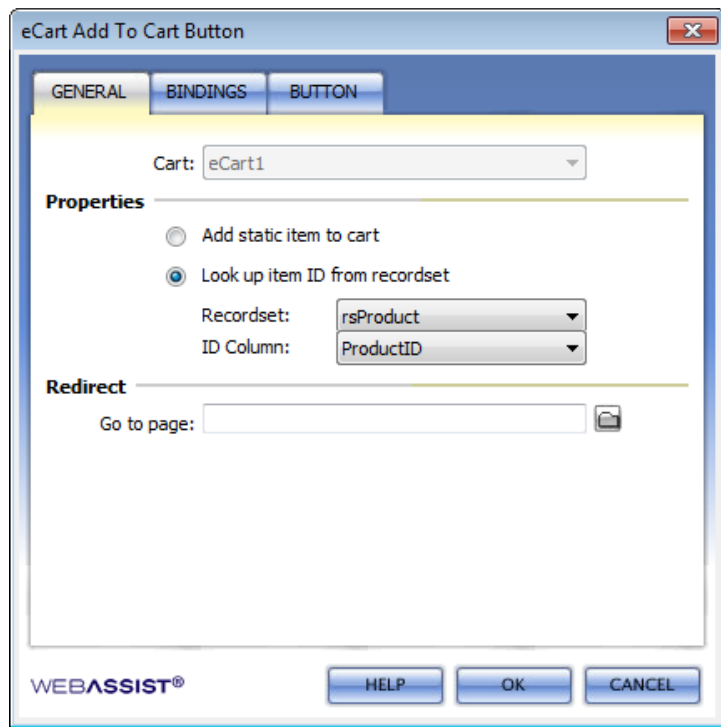 eCart Add To Cart Button
GENERAL BINDINGS BUTTON
Cart: eCart1
Properties
Add static item to cart
Look up item ID from recordset
Recordset: rsProduct
ID Column: ProductID
Redirect
Go to page:
WEBASSIST® HELP OK CANCEL